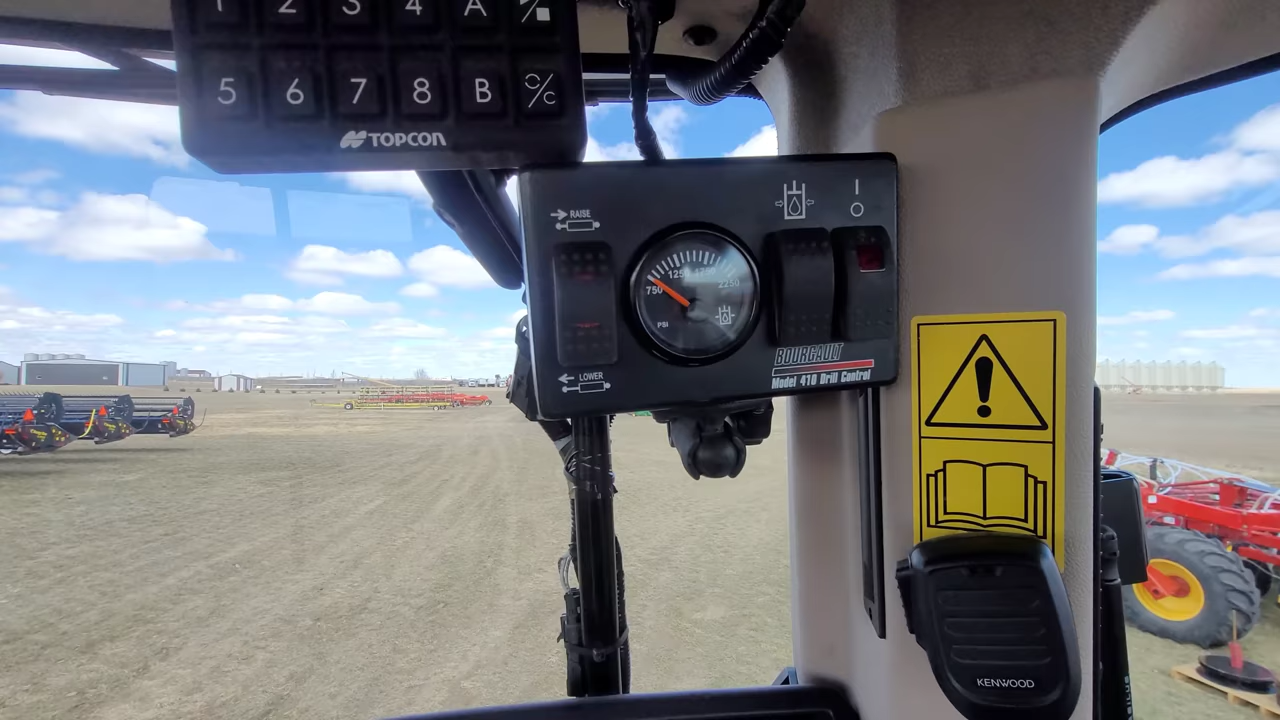 1 2 3 4 A
5 6 7 8 B C/C
TOPCON
RAISE
750 1250 1750 2250
PSI
LOWER
BOURGAULT
Model 410 Drill Control
KENWOOD